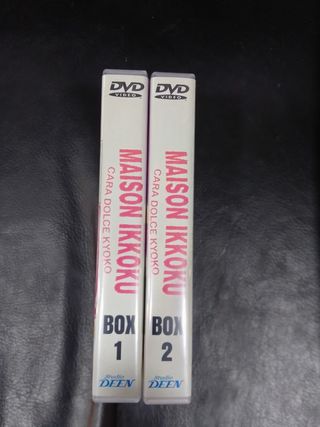 DVD
VIDEO
MAISON IKKOKU
CARA DOLCE KYOKO
BOX
1
Studio
DEEN
DVD
VIDEO
MAISON IKKOKU
CARA DOLCE KYOKO
BOX
2
Studio
DEEN